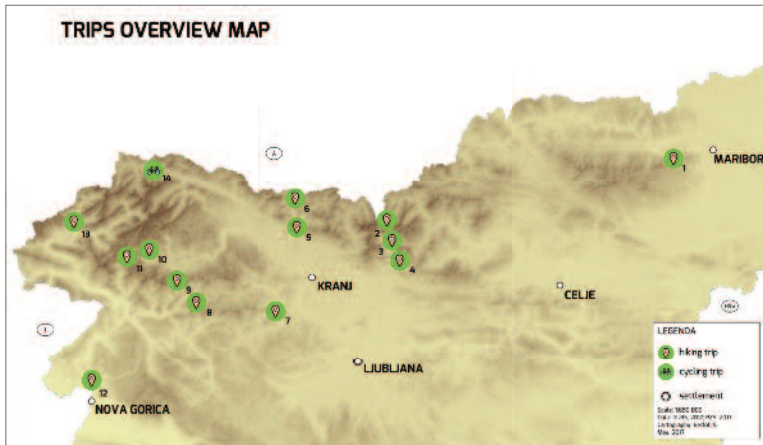 TRIPS OVERVIEW MAP
A
14
6
5
2
3
4
1
MARIBOR
13
11
10
9
8
7
KRANJ
CELJE
I
LJUBLJANA
12
NOVA GORICA
LEGENDA
hiking trip
cycling trip
settlement